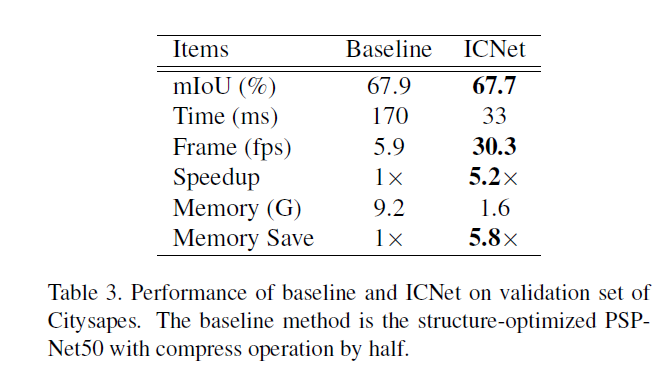 Items Baseline ICNet
mIoU (%) 67.9 67.7
Time (ms) 170 33
Frame (fps) 5.9 30.3
Speedup 1× 5.2×
Memory (G) 9.2 1.6
Memory Save 1× 5.8×
Table 3. Performance of baseline and ICNet on validation set of
Citysapes. The baseline method is the structure-optimized PSP-
Net50 with compress operation by half.